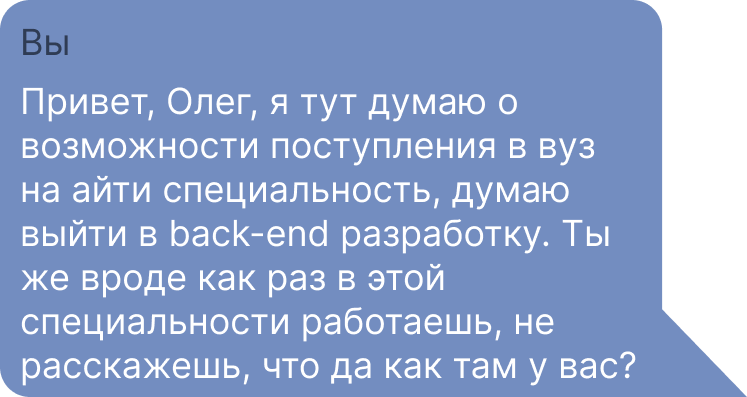 Вы
Привет, Олег, я тут думаю о
возможности поступления в вуз
на айти специальность, думаю
выйти в back-end разработку. Ты
же вроде как раз в этой
специальности работаешь, не
расскажешь, что да как там у вас?